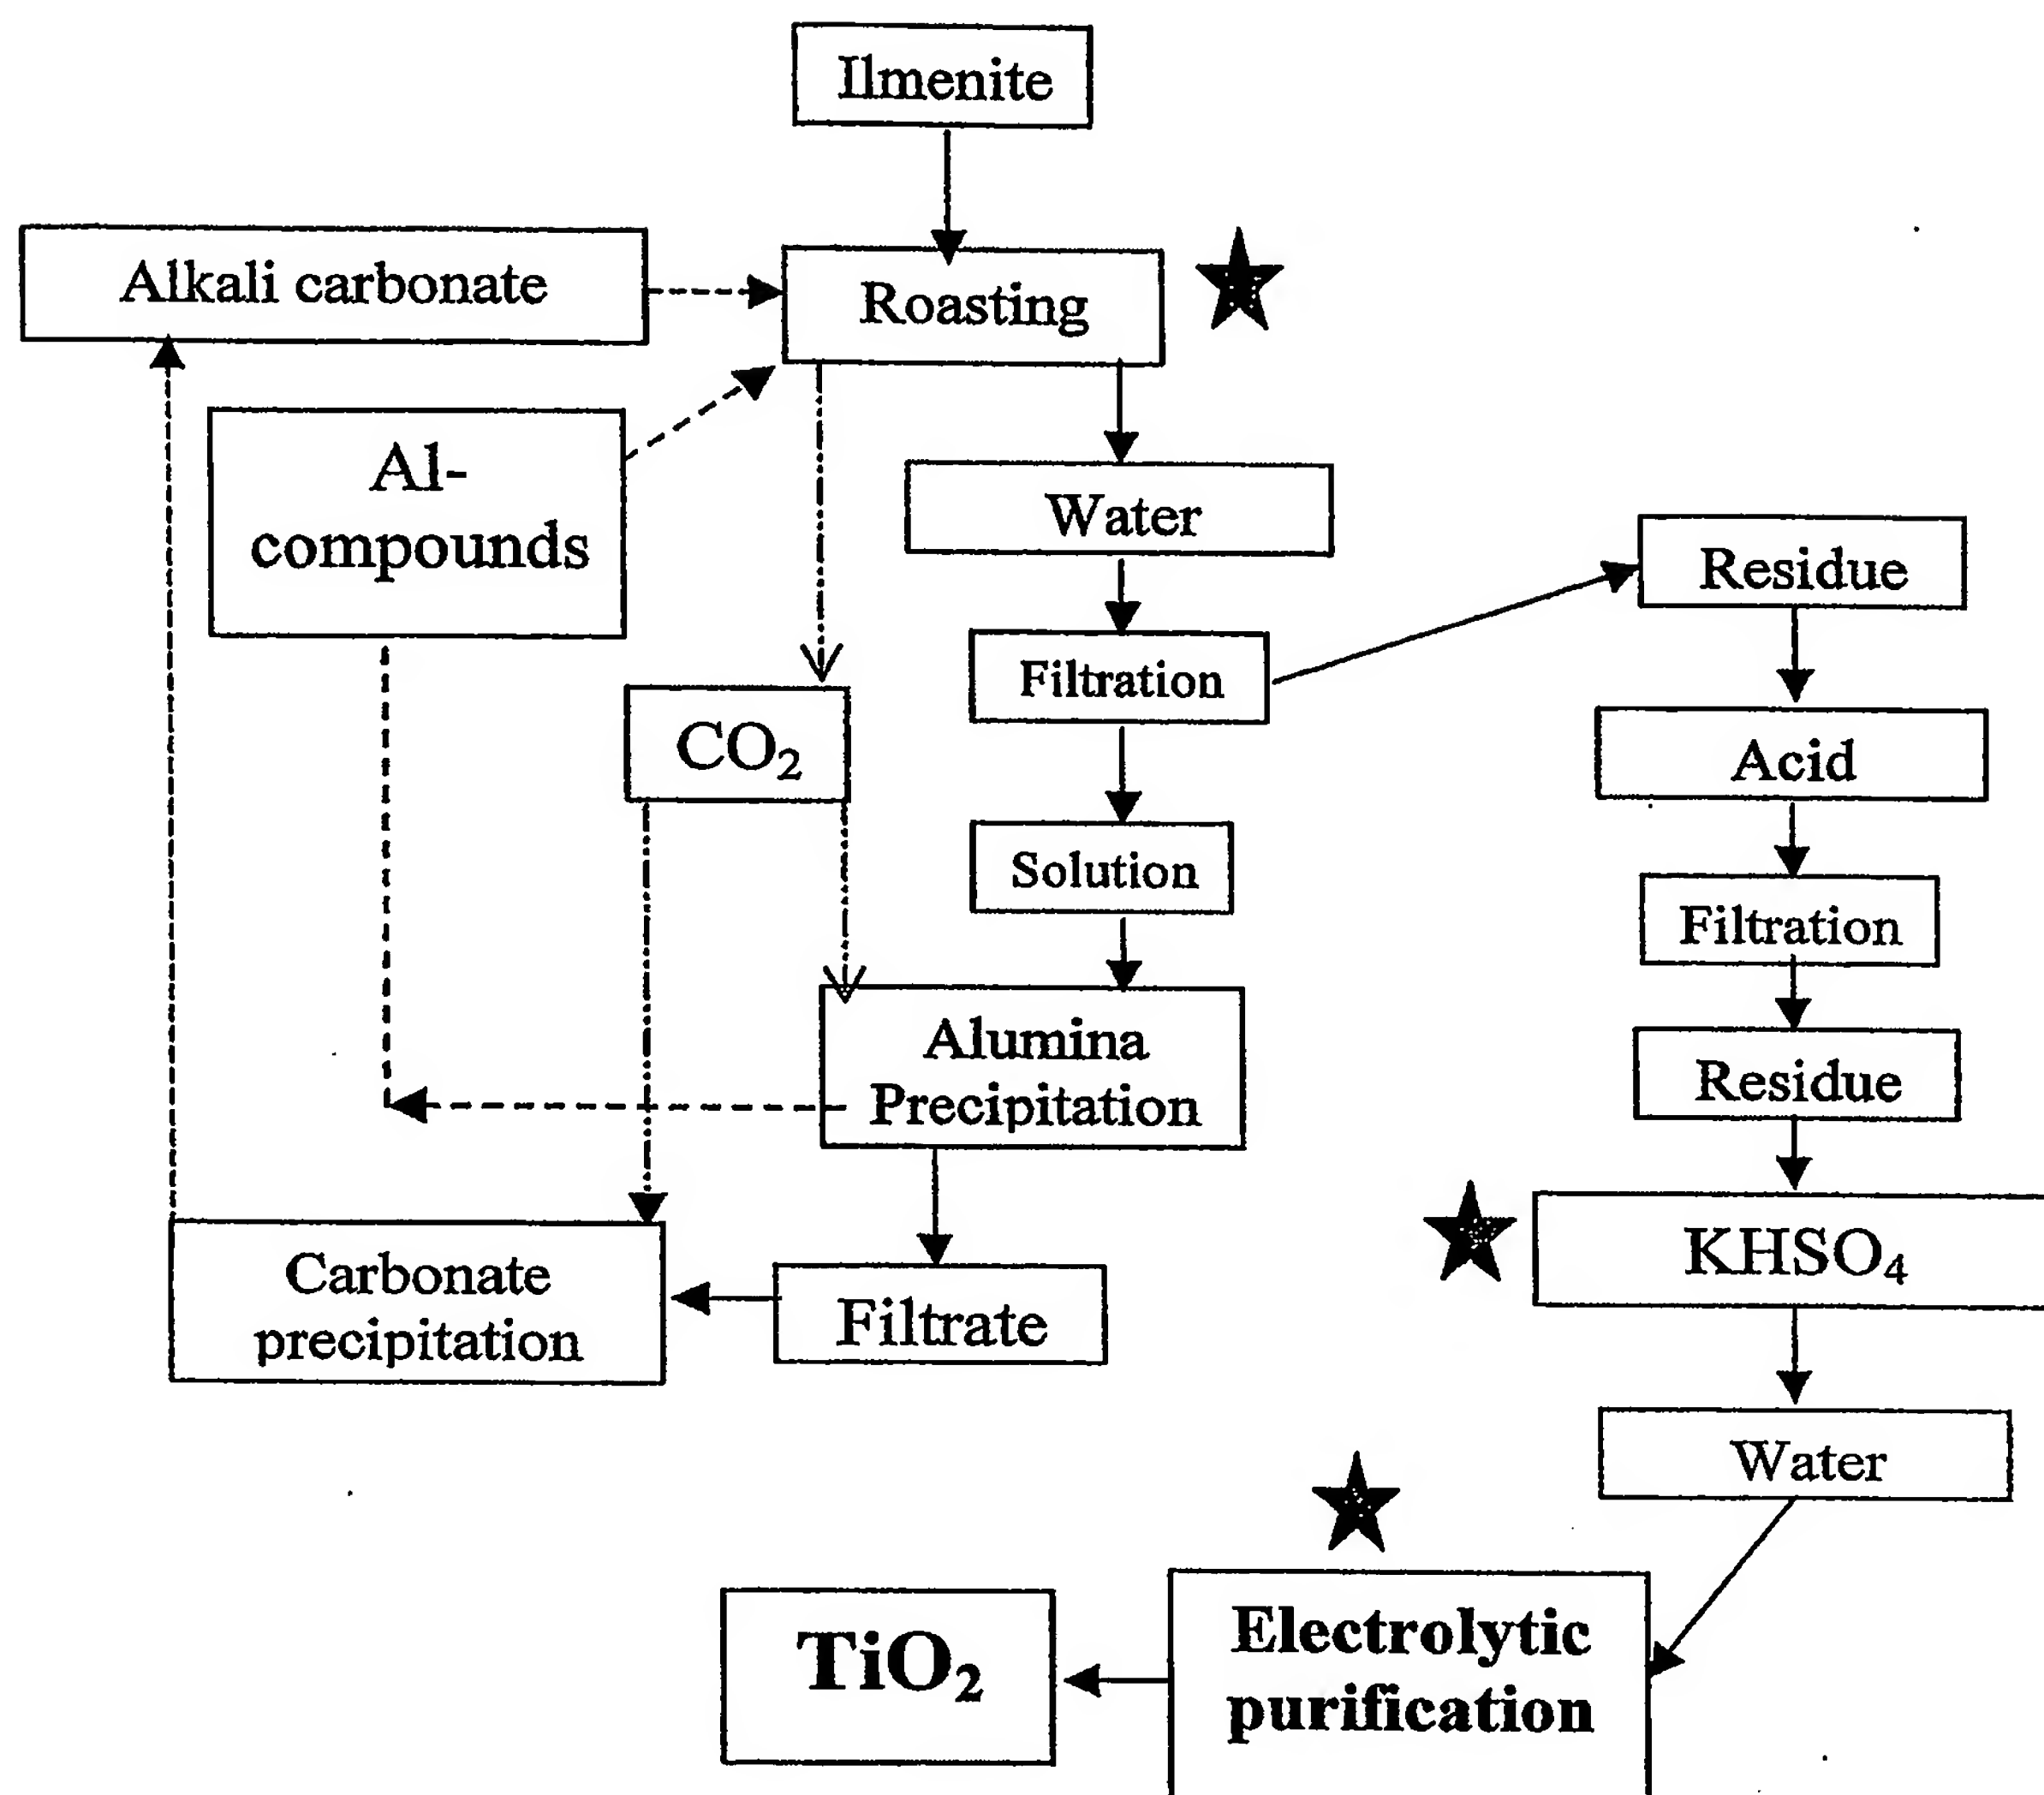 Ilmenite
Alkali carbonate
Roasting
Al-
compounds
Water
Residue
Filtration
CO₂
Acid
Solution
Filtration
Alumina
Precipitation
Residue
Carbonate
precipitation
Filtrate
KHSO₄
Water
TiO₂
Electrolytic
purification